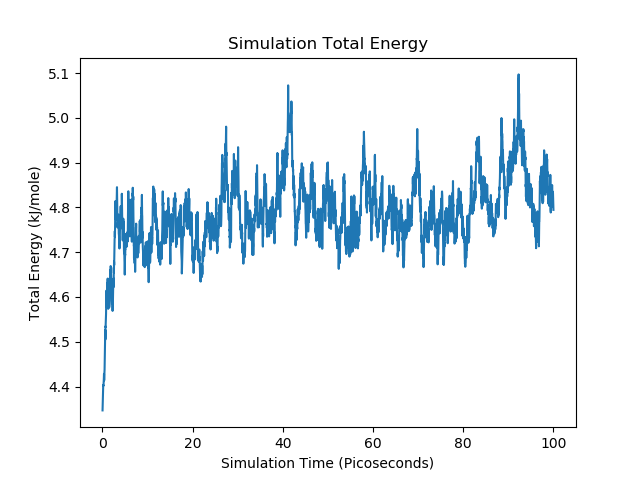 Simulation Total Energy
Total Energy (kJ/mole)
5.1
5.0
4.9
4.8
4.7
4.6
4.5
4.4
0 20 40 60 80 100
Simulation Time (Picoseconds)